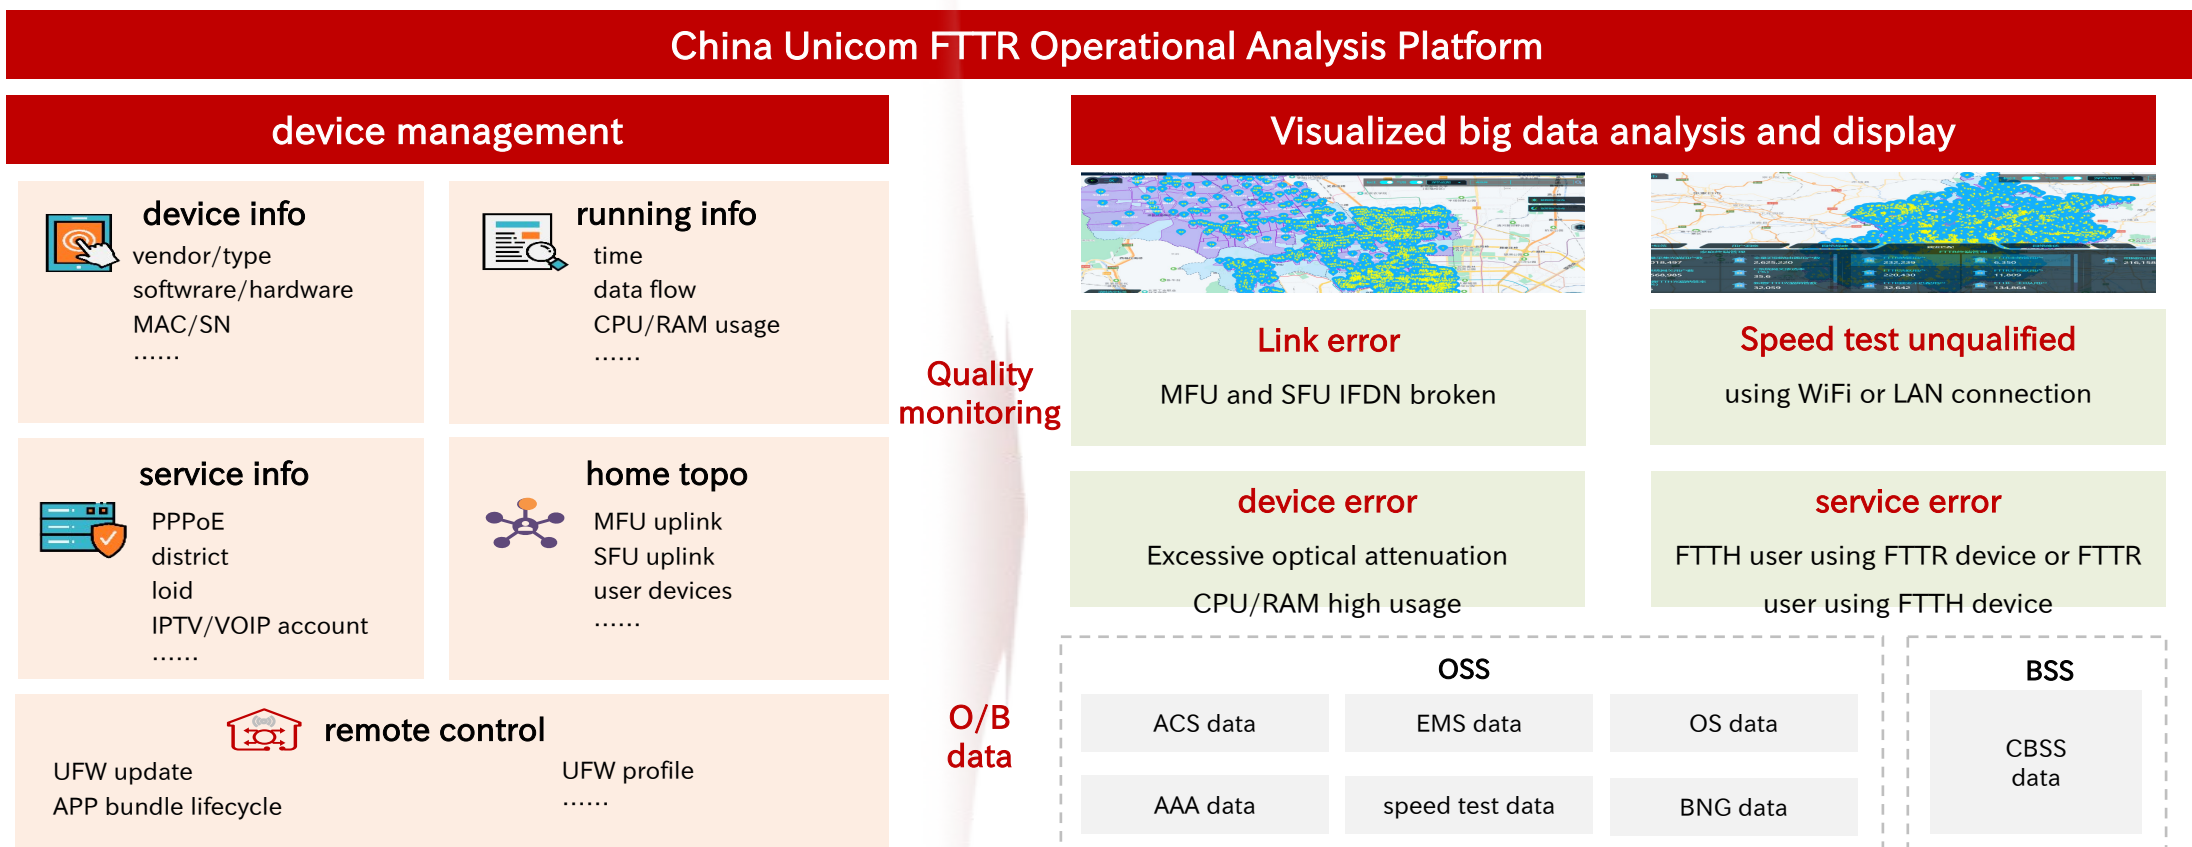 China Unicom FTTR Operational Analysis Platform
device management
device info
vendor/type
softwrare/hardware
MAC/SN
......
running info
time
data flow
CPU/RAM usage
......
service info
PPPoE
district
loid
IPTV/VOIP account
......
home topo
MFU uplink
SFU uplink
user devices
......
remote control
UFW update
APP bundle lifecycle
UFW profile
......
Quality
monitoring
O/B
data
Visualized big data analysis and display
Link error
MFU and SFU IFDN broken
Speed test unqualified
using WiFi or LAN connection
device error
Excessive optical attenuation
CPU/RAM high usage
service error
FTTH user using FTTR device or FTTR
user using FTTH device
OSS
ACS data
EMS data
OS data
AAA data
speed test data
BNG data
BSS
CBSS
data